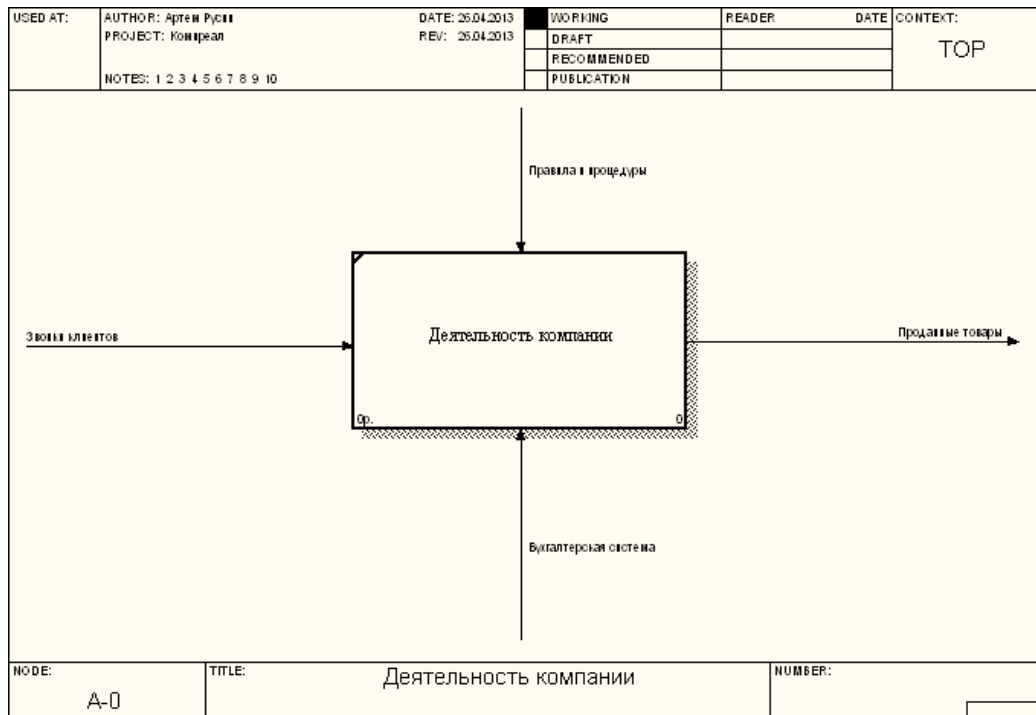 USED AT:
AUTHOR: Артем
DATE: 26.04.2013
WORKING
READER
DATE
CONTEXT:
PROJECT:
REV: 26.04.2013
DRAFT
TOP
RECOMMENDED
NOTES: 1 2 3 4 5 6 7 8 9 10
PUBLICATION
Правила и процедуры
Звонки клиентов
Деятельность компании
Проданные товары
0р.
0
Бухгалтерская система
NODE:
TITLE:
Деятельность компании
NUMBER:
A-0